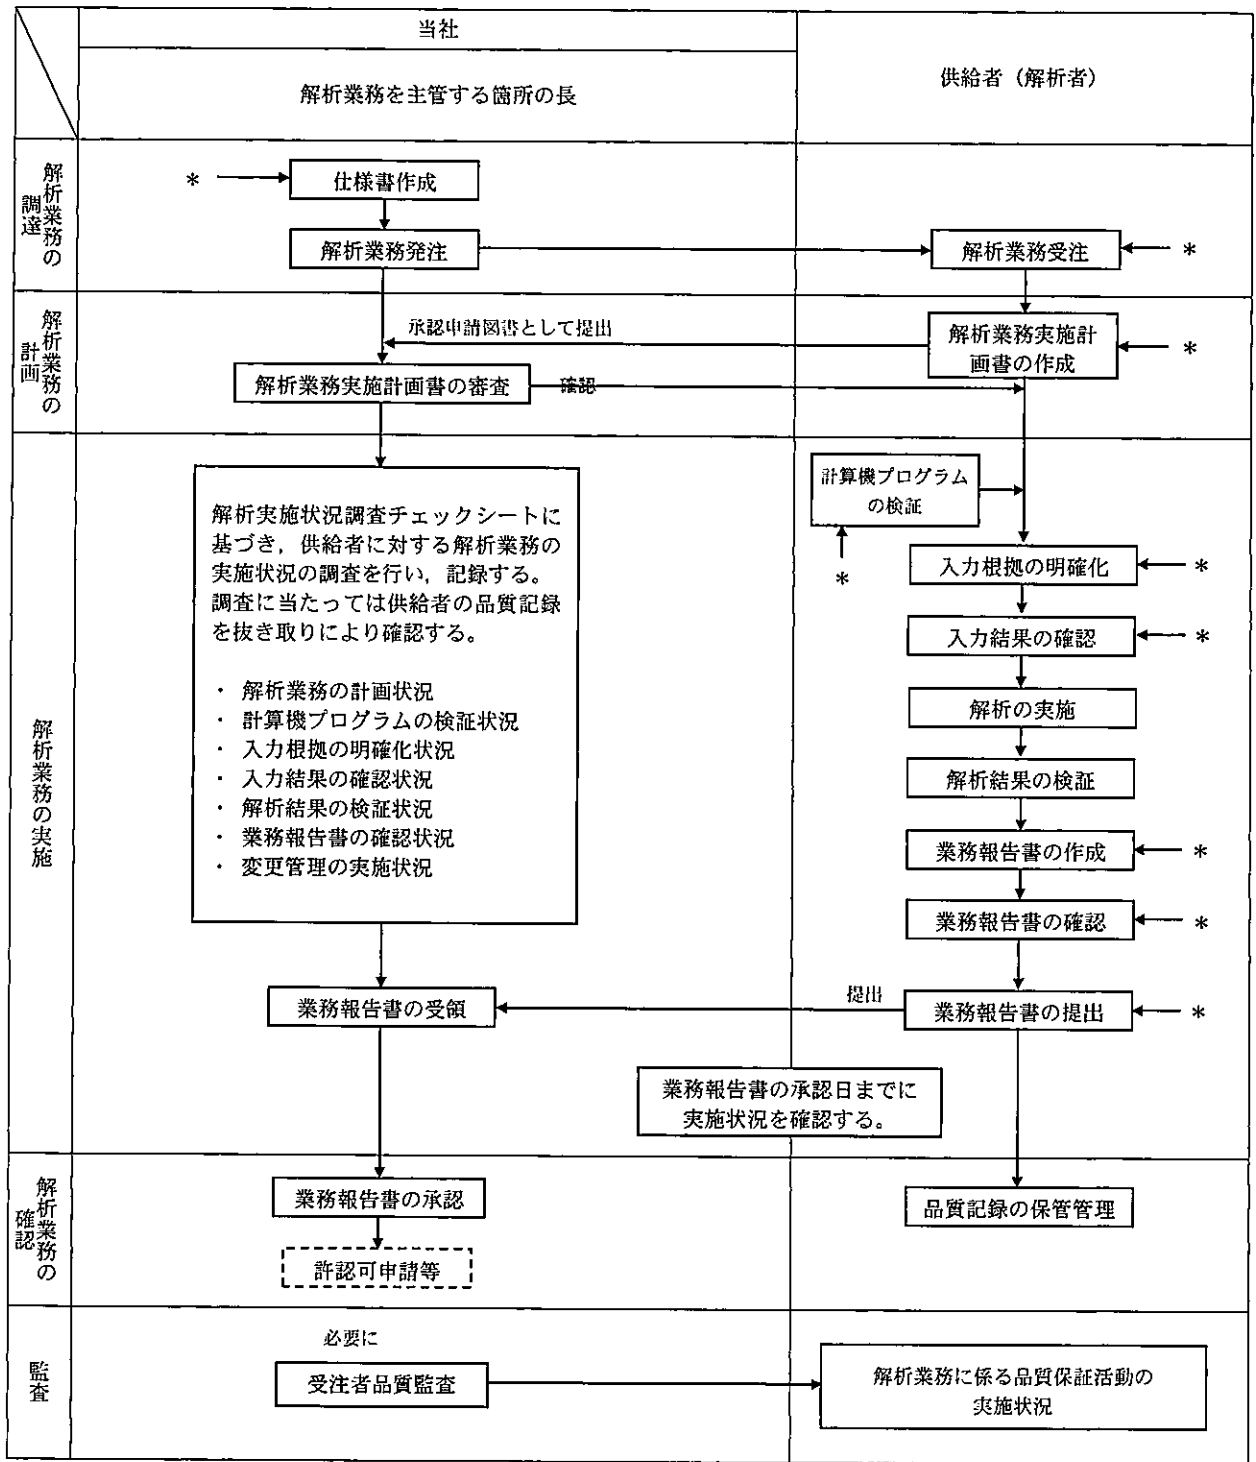 当社
解析業務を主管する箇所の長
供給者（解析者）
解析業務の
調達
*
仕様書作成
解析業務発注
解析業務受注
*
解析業務の
計画
承認申請図書として提出
解析業務実施計
画書の作成
*
解析業務実施計画書の審査
確認
解析業務の実施
解析実施状況調査チェックシートに
基づき，供給者に対する解析業務の
実施状況の調査を行い，記録する。
調査に当たっては供給者の品質記録
を抜き取りにより確認する。
・ 解析業務の計画状況
・ 計算機プログラムの検証状況
・ 入力根拠の明確化状況
・ 入力結果の確認状況
・ 解析結果の検証状況
・ 業務報告書の確認状況
・ 変更管理の実施状況
計算機プログラム
の検証
*
入力根拠の明確化
*
入力結果の確認
*
解析の実施
解析結果の検証
業務報告書の作成
*
業務報告書の確認
*
業務報告書の受領
提出
業務報告書の提出
*
業務報告書の承認日までに
実施状況を確認する。
解析業務の
確認
業務報告書の承認
品質記録の保管管理
許認可申請等
監査
必要に
受注者品質監査
解析業務に係る品質保証活動の
実施状況